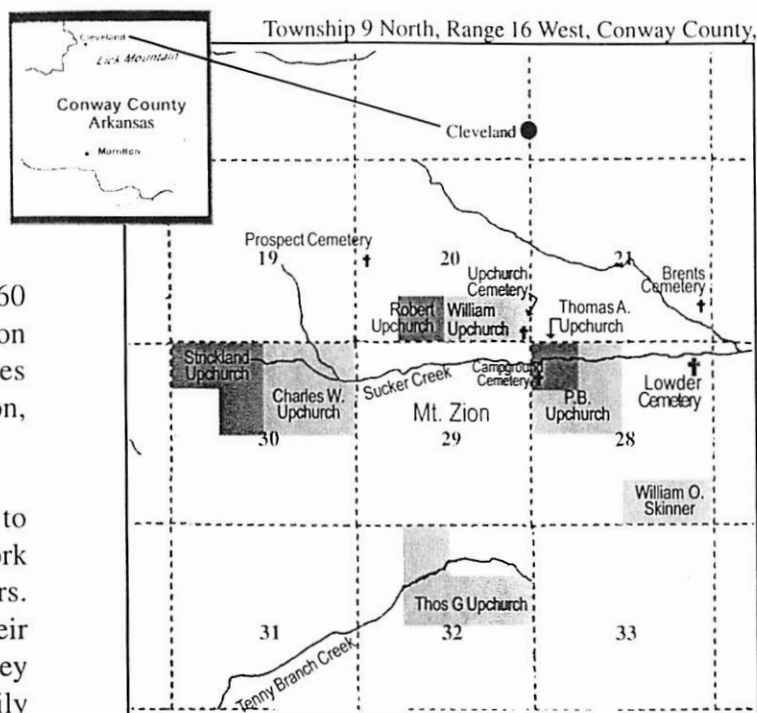 Township 9 North, Range 16 West, Conway County,
Cleveland
Lick Mountain
Conway County
Arkansas
Morrilton
Cleveland
Prospect Cemetery
19
20
21
Upchurch
Cemetery
Brents
Cemetery
Robert
Upchurch
William
Upchurch
Thomas A.
Upchurch
Strickland
Upchurch
Charles W.
Upchurch
Sucker Creek
Campground
Cemetery
P.B.
Upchurch
Lowder
Cemetery
Mt. Zion
30
29
28
William O.
Skinner
Thos G Upchurch
31
32
33
Tenny Branch Creek
60
on
es
on,
to
ork
rs.
eir
ey
ily